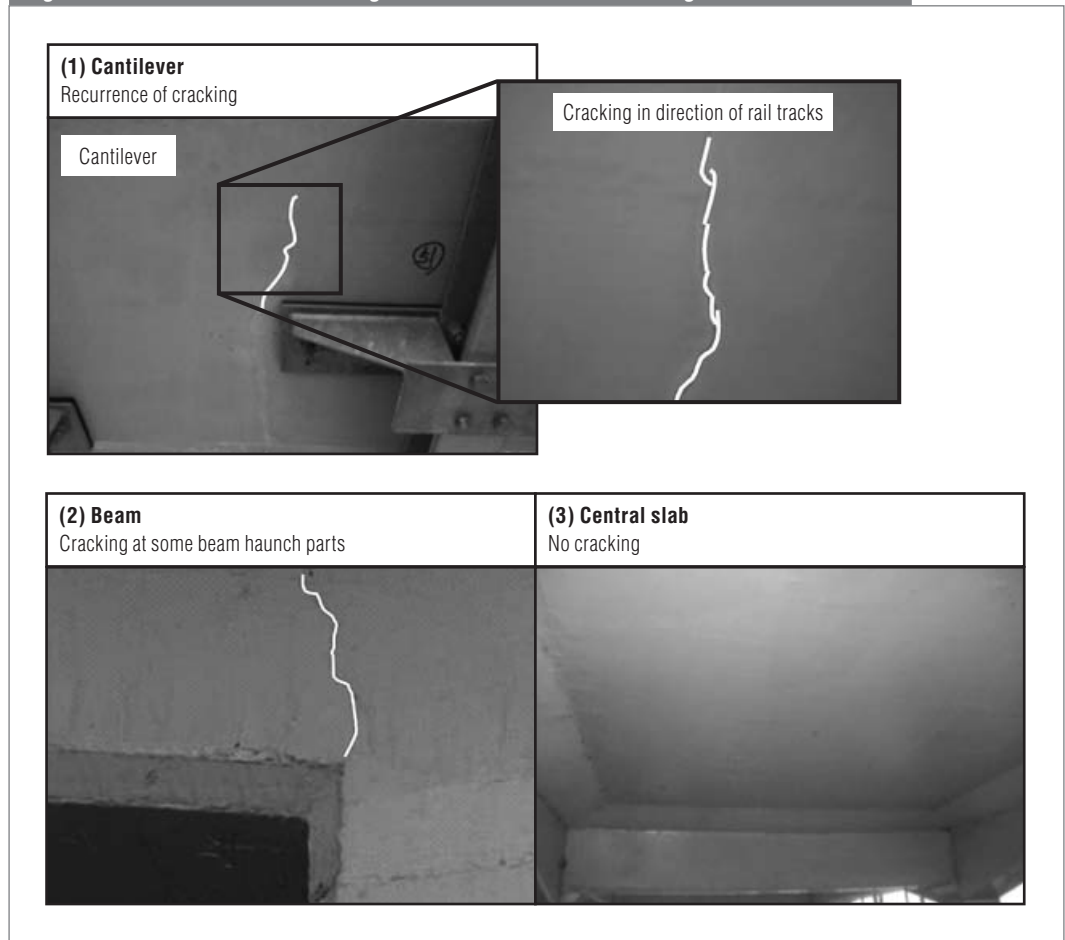 (1) Cantilever
Recurrence of cracking
Cantilever
Cracking in direction of rail tracks
(2) Beam
Cracking at some beam haunch parts
(3) Central slab
No cracking